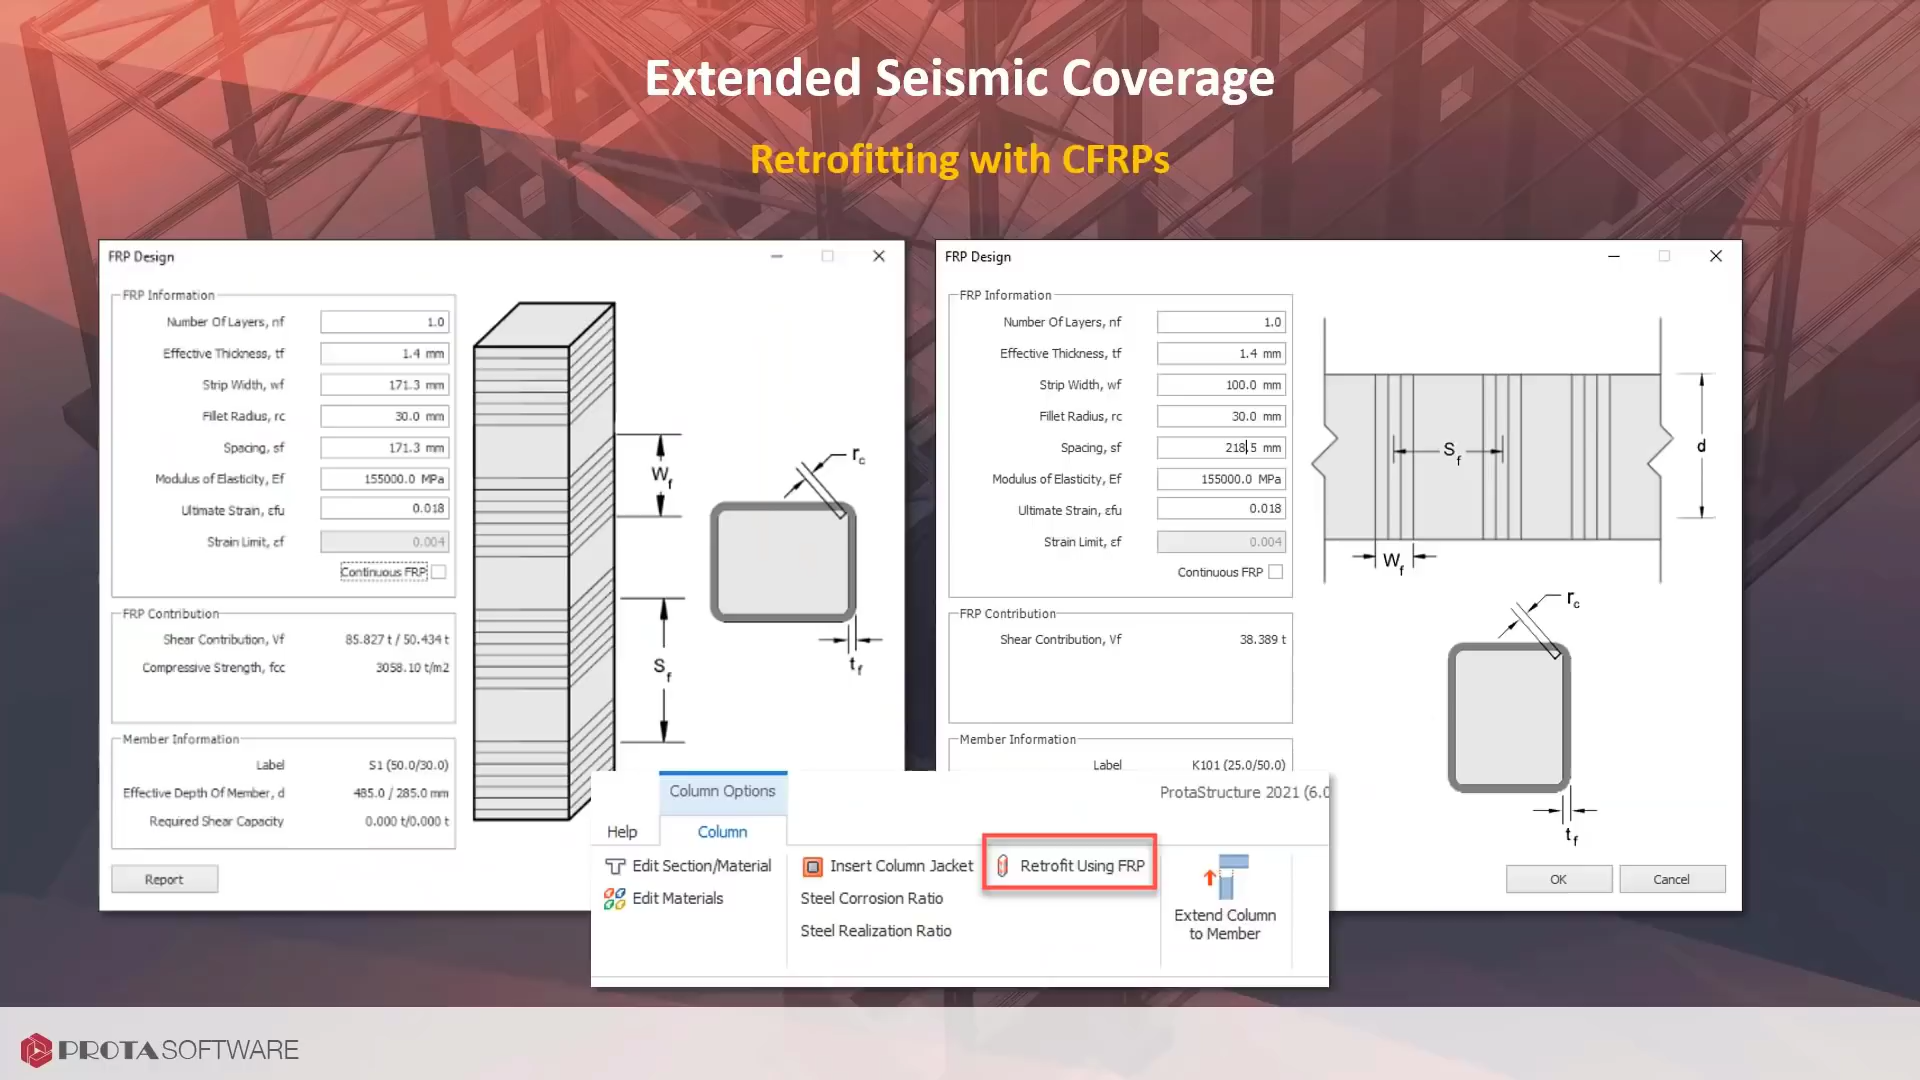 Extended Seismic Coverage
Retrofitting with CFRPs
FRP Design
FRP Information
Number Of Layers, nf 1.0
Effective Thickness, tf 1.4 mm
Strip Width, wf 171.3 mm
Fillet Radius, rc 30.0 mm
Spacing, sf 171.3 mm
Modulus of Elasticity, Ef 155000.0 MPa
Ultimate Strain, εfu 0.018
Strain Limit, εf 0.004
Continuous FRP
FRP Contribution
Shear Contribution, Vf 85.827 t / 50.434 t
Compressive Strength, fcc 3058.10 t/m2
Member Information
Label S1 (50.0/30.0)
Effective Depth Of Member, d 485.0 / 285.0 mm
Required Shear Capacity 0.000 t/0.000 t
Report
Wf
Sf
rc
tf
FRP Design
FRP Information
Number Of Layers, nf 1.0
Effective Thickness, tf 1.4 mm
Strip Width, wf 100.0 mm
Fillet Radius, rc 30.0 mm
Spacing, sf 218.5 mm
Modulus of Elasticity, Ef 155000.0 MPa
Ultimate Strain, εfu 0.018
Strain Limit, εf 0.004
Continuous FRP
FRP Contribution
Shear Contribution, Vf 38.389 t
Member Information
Label K101 (25.0/50.0)
Sf
d
Wf
rc
tf
OK Cancel
Column Options
ProtaStructure 2021 (6.0
Help Column
Edit Section/Material
Edit Materials
Insert Column Jacket
Steel Corrosion Ratio
Steel Realization Ratio
Retrofit Using FRP
Extend Column
to Member
PROTASOFTWARE